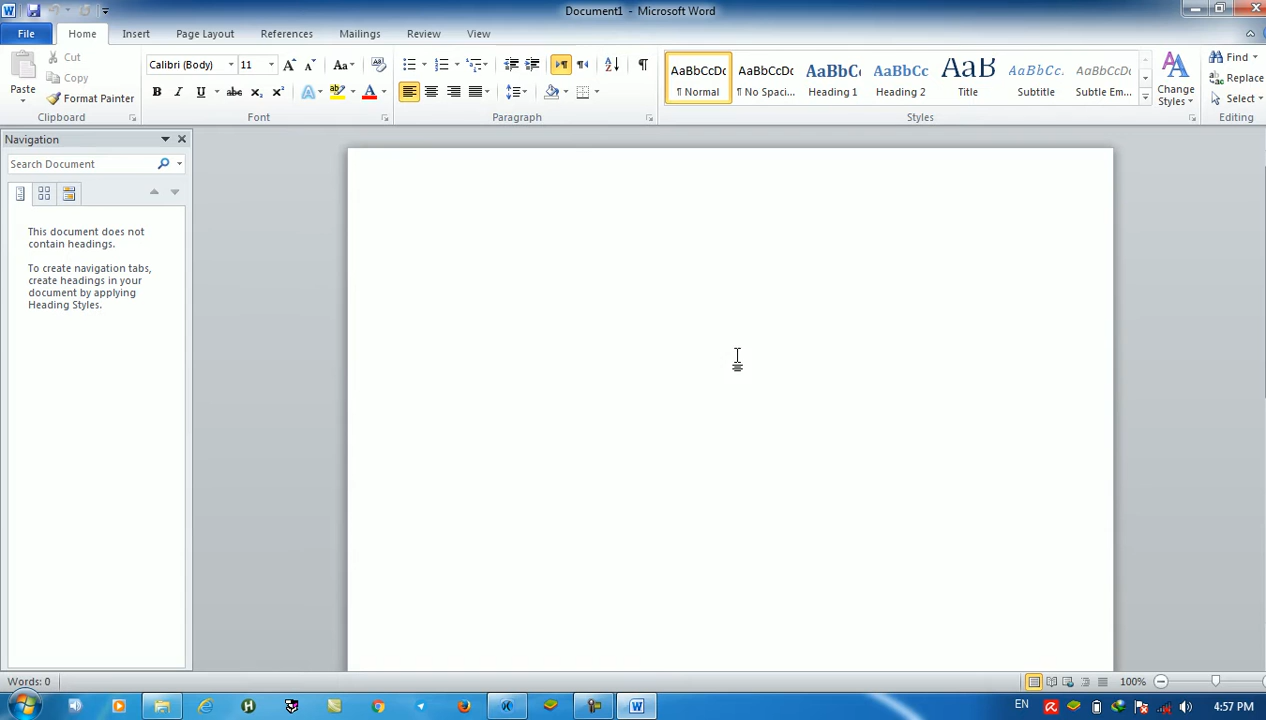 Document1 - Microsoft Word
File Home Insert Page Layout References Mailings Review View
Paste
Cut
Copy
Format Painter
Clipboard
Calibri (Body) 11
Font
Paragraph
AaBbCcDc
¶ Normal
AaBbCcDc
¶ No Spaci...
AaBbC
Heading 1
AaBbCc
Heading 2
AaB
Title
AaBbCc.
Subtitle
AaBbCcDc
Subtle Em...
Change
Styles
Styles
Find
Replace
Select
Editing
Navigation
Search Document
This document does not
contain headings.
To create navigation tabs,
create headings in your
document by applying
Heading Styles.
Words: 0
100%
EN
4:57 PM